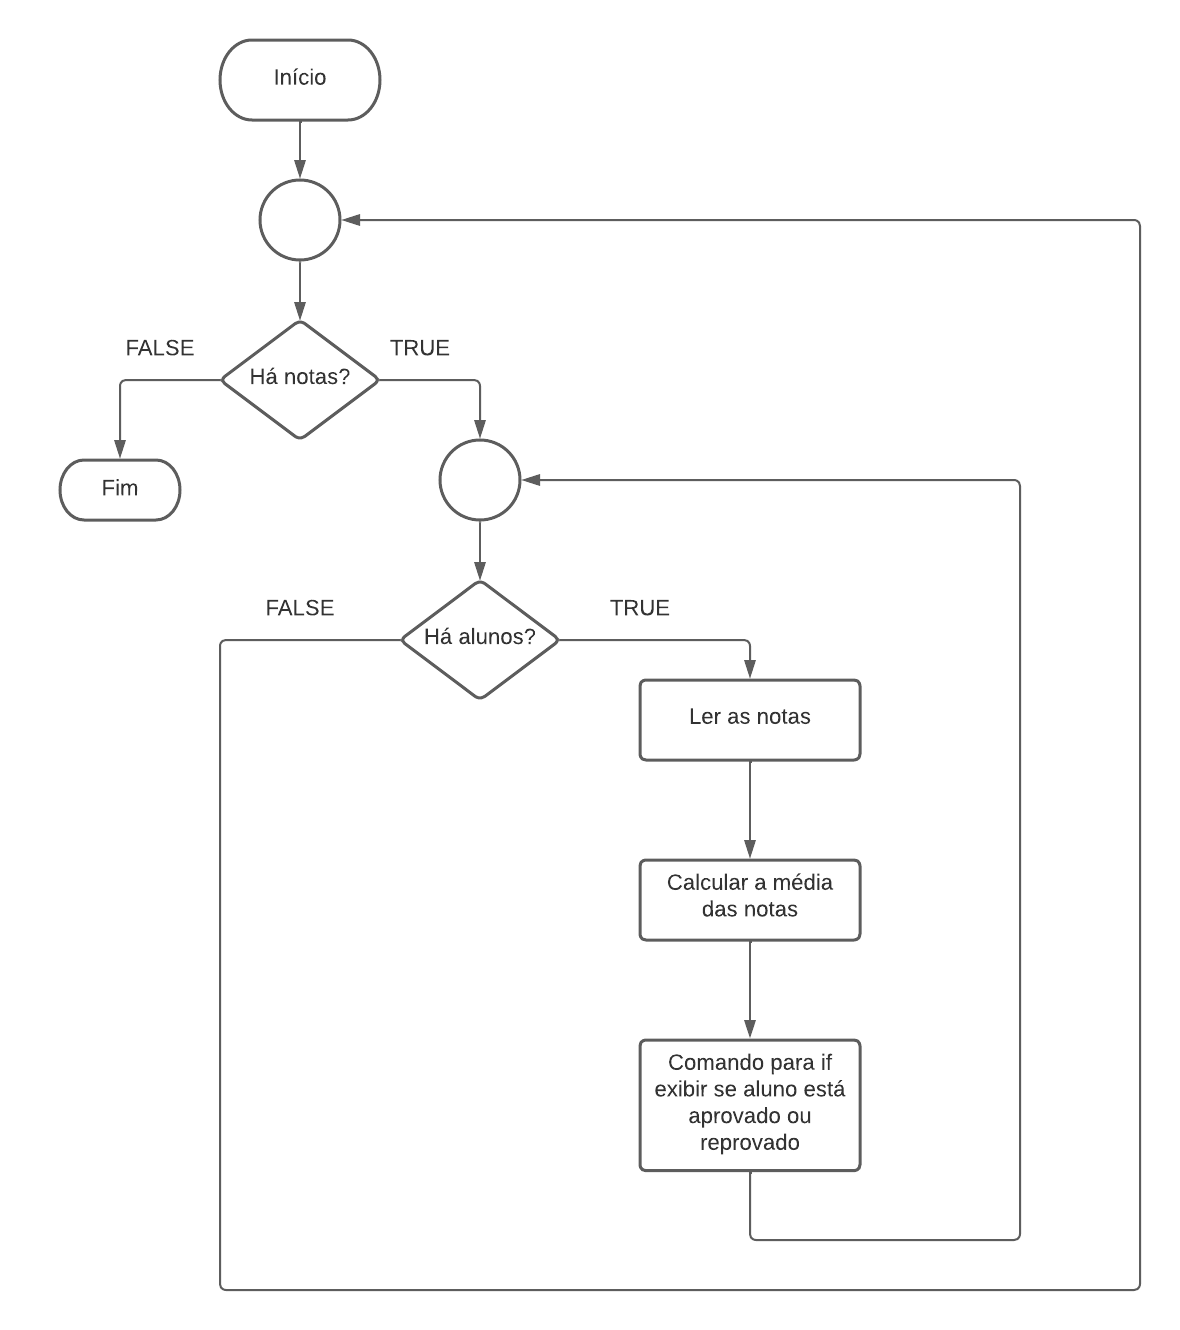 Início
FALSE
TRUE
Há notas?
Fim
FALSE
TRUE
Há alunos?
Ler as notas
Calcular a média
das notas
Comando para if
exibir se aluno está
aprovado ou
reprovado